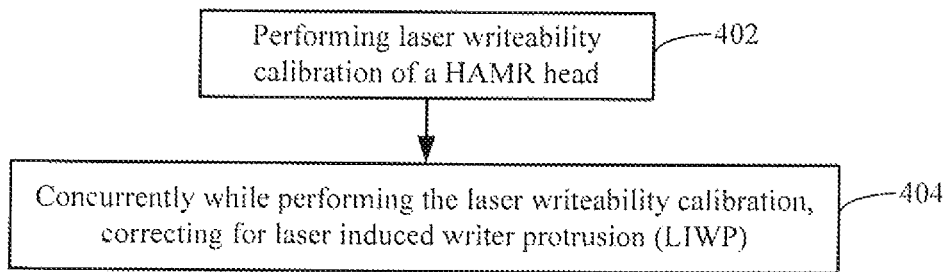 Performing laser writeability
calibration of a HAMR head
402
Concurrently while performing the laser writeability calibration,
correcting for laser induced writer protrusion (LIWP)
404